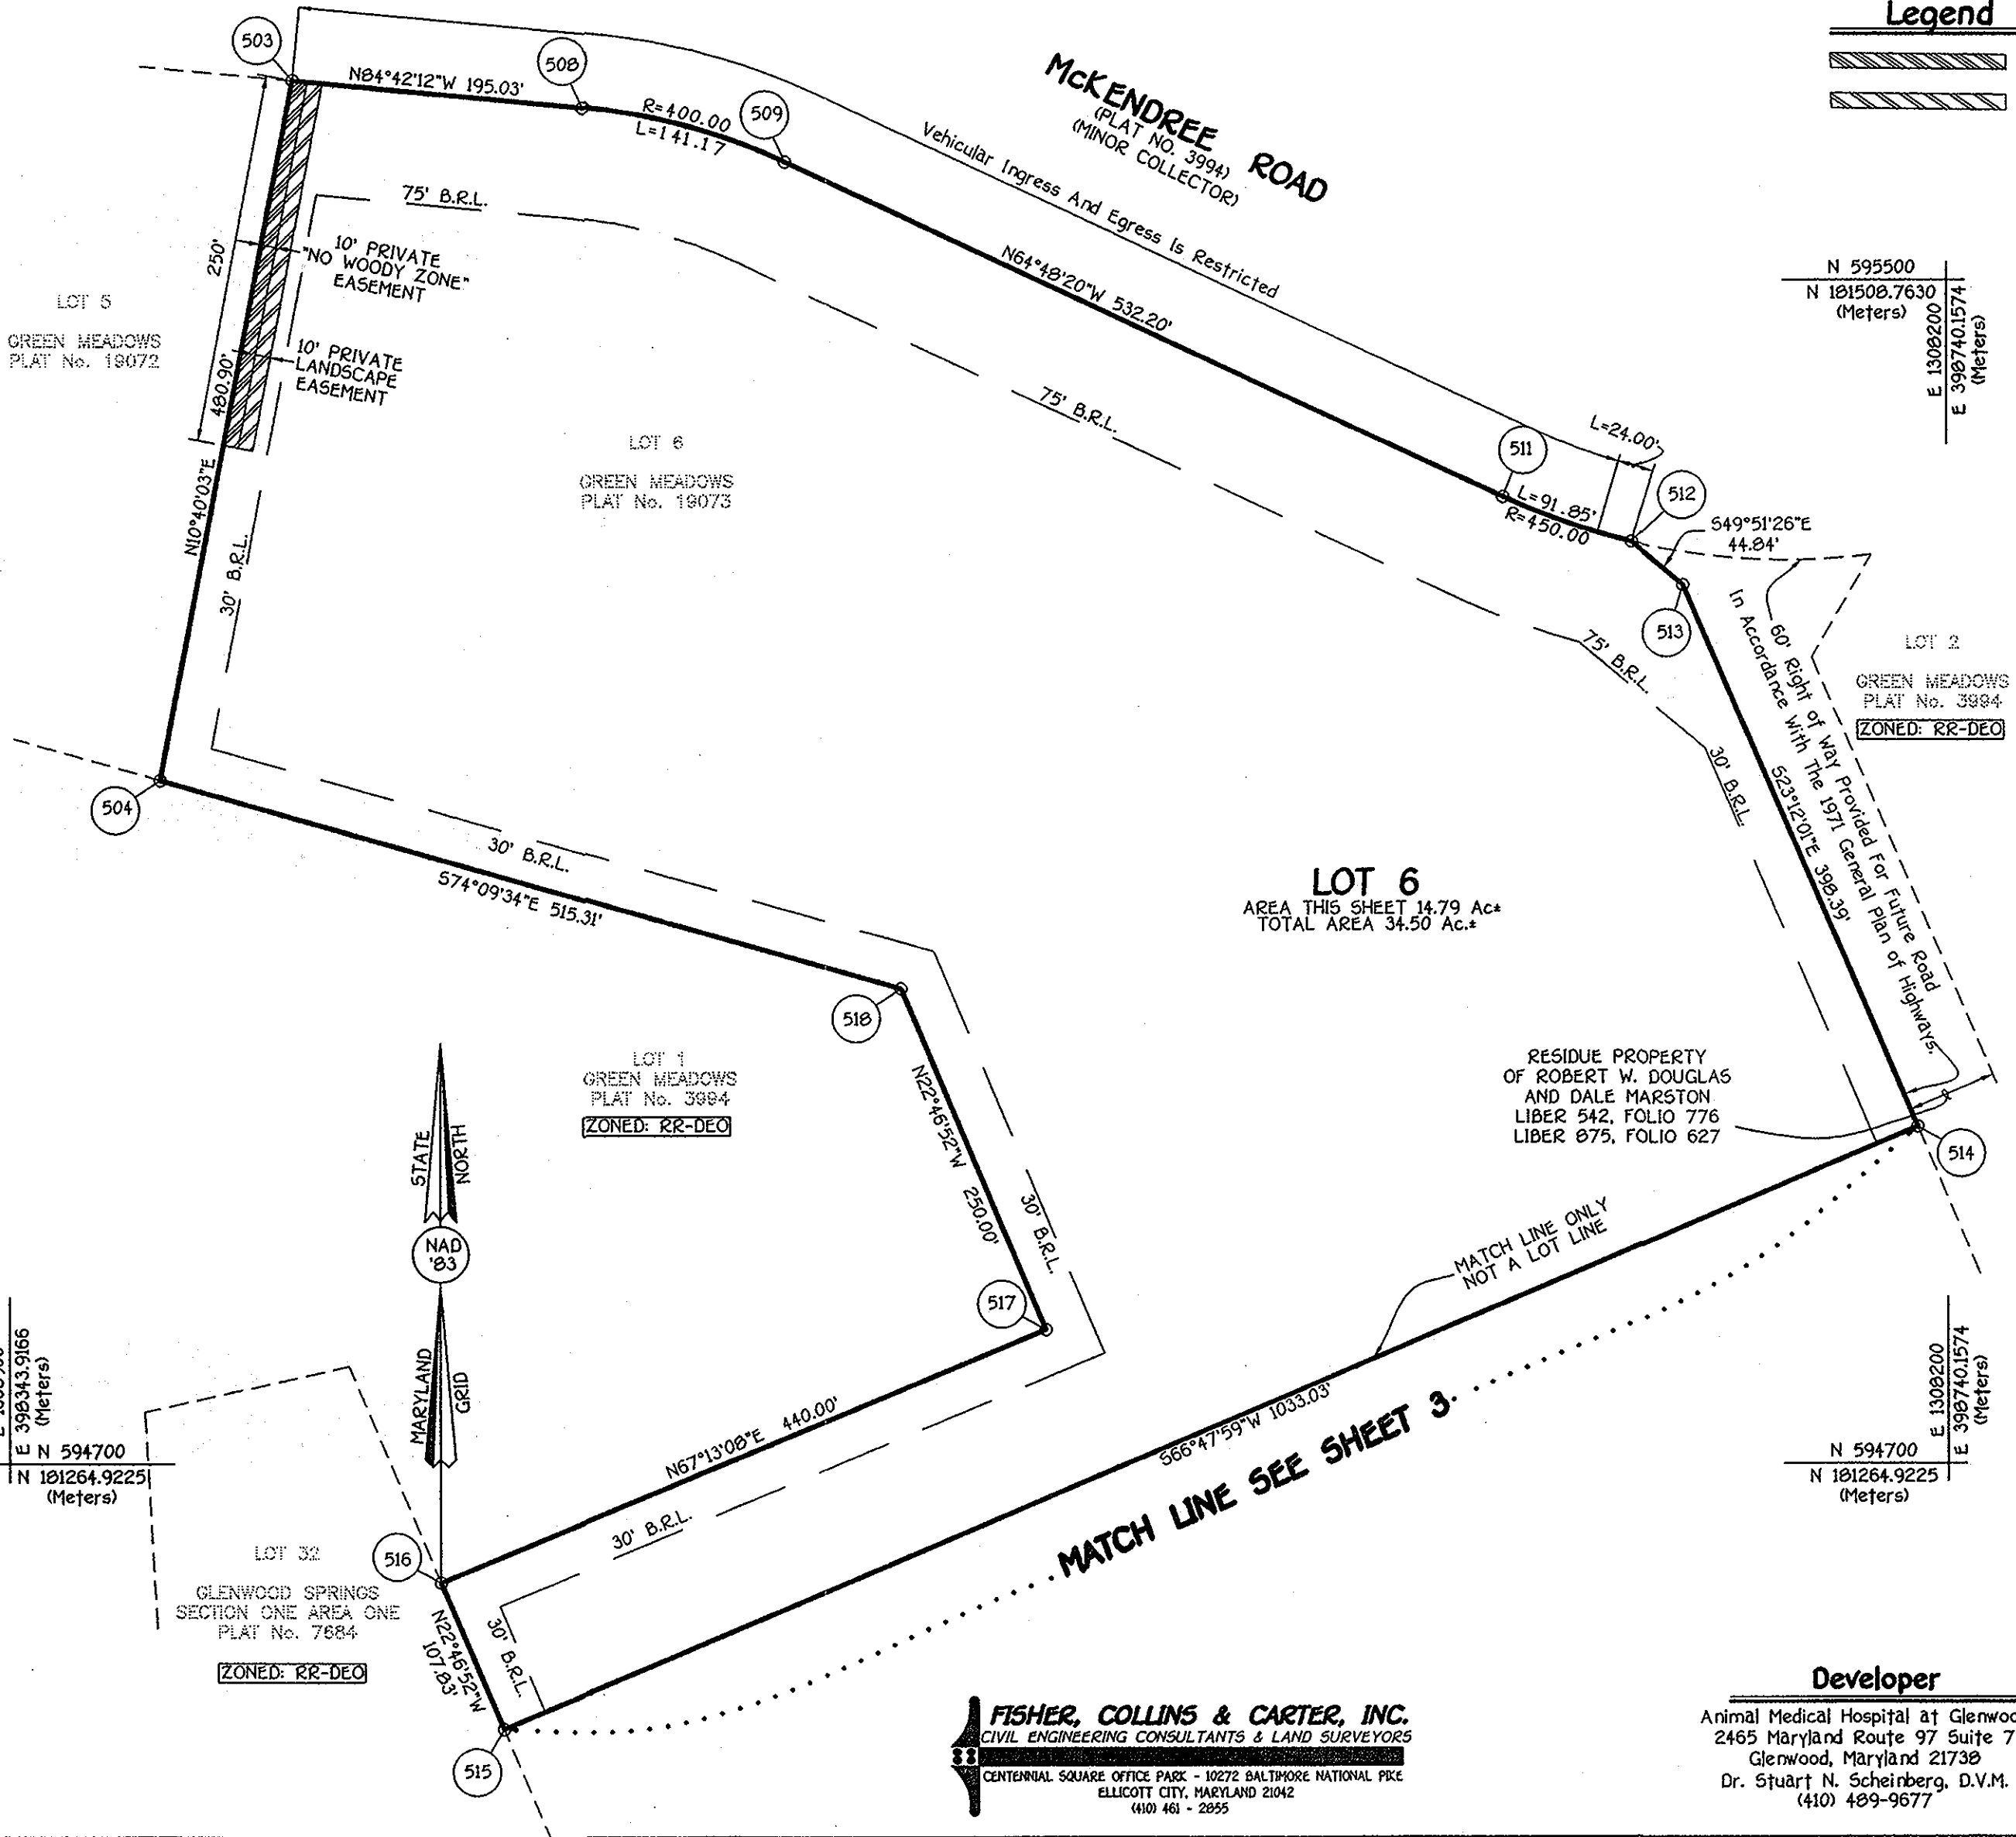 Legend
503
N84°42'12"W 195.03'
508
R=400.00
L=141.17
509
McKENDREE ROAD
(PLAT NO. 3994)
(MINOR COLLECTOR)
Vehicular Ingress And Egress Is Restricted
75' B.R.L.
250'
10' PRIVATE
"NO WOODY ZONE"
EASEMENT
N64°48'20"W 532.20'
N 595500
N 181508.7630
(Meters)
E 1308200
E 398740.1574
(Meters)
LOT 5
GREEN MEADOWS
PLAT No. 19072
10' PRIVATE
LANDSCAPE
EASEMENT
480.90'
N10°40'03"E
75' B.R.L.
LOT 6
GREEN MEADOWS
PLAT No. 19073
L=24.00'
511
L=91.85'
R=450.00
512
S49°51'26"E
44.84'
30' B.R.L.
513
75' B.R.L.
60' Right of Way Provided For Future Road
In Accordance With The 1971 General Plan of Highways.
LOT 2
GREEN MEADOWS
PLAT No. 3994
ZONED: RR-DEO
504
30' B.R.L.
S23°12'01"E 398.39'
30' B.R.L.
S74°09'34"E 515.31'
LOT 6
AREA THIS SHEET 14.79 Ac±
TOTAL AREA 34.50 Ac.±
518
LOT 1
GREEN MEADOWS
PLAT No. 3994
ZONED: RR-DEO
N22°46'52"W 250.00'
30' B.R.L.
RESIDUE PROPERTY
OF ROBERT W. DOUGLAS
AND DALE MARSTON
LIBER 542, FOLIO 776
LIBER 875, FOLIO 627
514
STATE
NORTH
NAD
'83
MARYLAND
GRID
MATCH LINE ONLY
NOT A LOT LINE
517
E 398343.9166
(Meters)
N 594700
N 181264.9225
(Meters)
N67°13'08"E 440.00'
S66°47'59"W 1033.03'
MATCH LINE SEE SHEET 3
E 1308200
E 398740.1574
(Meters)
N 594700
N 181264.9225
(Meters)
30' B.R.L.
516
LOT 32
GLENWOOD SPRINGS
SECTION ONE AREA ONE
PLAT No. 7684
ZONED: RR-DEO
N22°46'52"W
107.83'
30' B.R.L.
515
FISHER, COLLINS & CARTER, INC.
CIVIL ENGINEERING CONSULTANTS & LAND SURVEYORS
CENTENNIAL SQUARE OFFICE PARK - 10272 BALTIMORE NATIONAL PIKE
ELLICOTT CITY, MARYLAND 21042
(410) 461 - 2855
Developer
Animal Medical Hospital at Glenwoo
2465 Maryland Route 97 Suite 7
Glenwood, Maryland 21738
Dr. Stuart N. Scheinberg, D.V.M.
(410) 489-9677